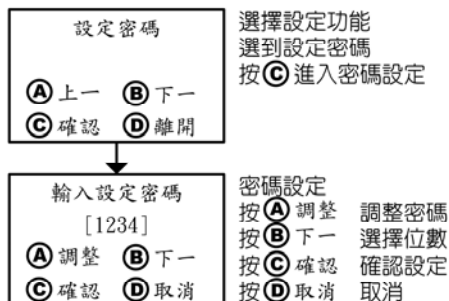 設定密碼
Ⓐ上一 Ⓑ下一
Ⓒ確認 Ⓓ離開
選擇設定功能
選到設定密碼
按Ⓒ進入密碼設定
輸入設定密碼
[1234]
Ⓐ調整 Ⓑ下一
Ⓒ確認 Ⓓ取消
密碼設定
按Ⓐ調整 調整密碼
按Ⓑ下一 選擇位數
按Ⓒ確認 確認設定
按Ⓓ取消 取消